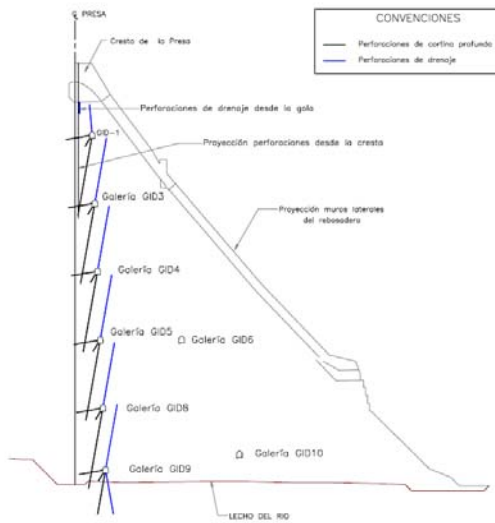 ℄ PRESA
CONVENCIONES
Perforaciones de cortina profunda
Perforaciones de drenaje
Cresta de la Presa
Perforaciones de drenaje desde la gola
GID-1
Proyección perforaciones desde la cresta
Galería GID3
Proyección muros laterales
del rebosadero
Galería GID4
Galería GID5
Galería GID6
Galería GID8
Galería GID10
Galería GID9
LECHO DEL RIO